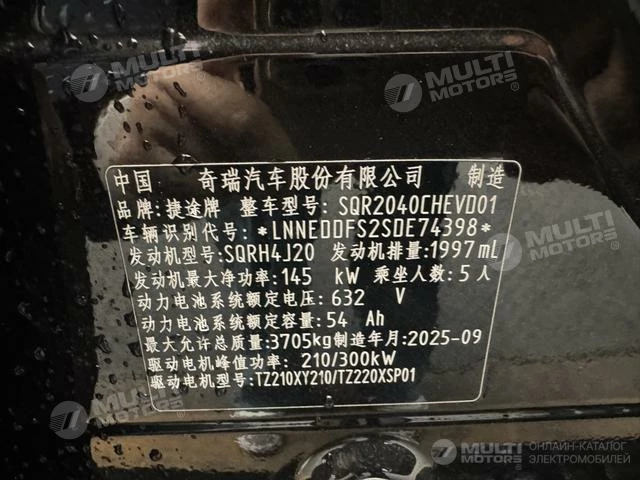 MULTI MOTORS®
MULTI MOTORS®
中国 奇瑞汽车股份有限公司 制造
品牌:捷途牌 整车型号:SQR2040CHEVD01
车辆识别代号:*LNNEDDFS2SDE74398*
发动机型号:SQRH4J20 发动机排量:1997mL
发动机最大净功率:145 kW 乘坐人数:5人
动力电池系统额定电压:632 V
动力电池系统额定容量:54 Ah
最大允许总质量:3705kg制造年月:2025-09
驱动电机峰值功率:210/300kW
驱动电机型号:TZ210XY210/TZ220XSP01
MULTI MOTORS®
MULTI MOTORS®
MULTI MOTORS®
ОНЛАЙН-КАТАЛОГ
ЭЛЕКТРОМОБИЛЕЙ